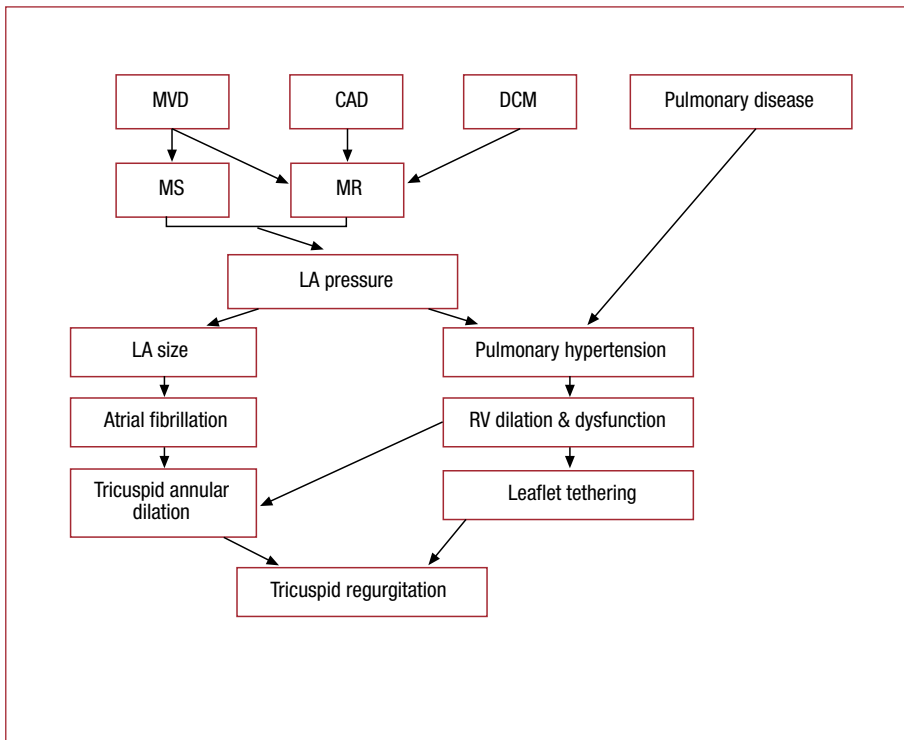 MVD
CAD
DCM
Pulmonary disease
MS
MR
LA pressure
LA size
Pulmonary hypertension
Atrial fibrillation
RV dilation & dysfunction
Tricuspid annular
dilation
Leaflet tethering
Tricuspid regurgitation